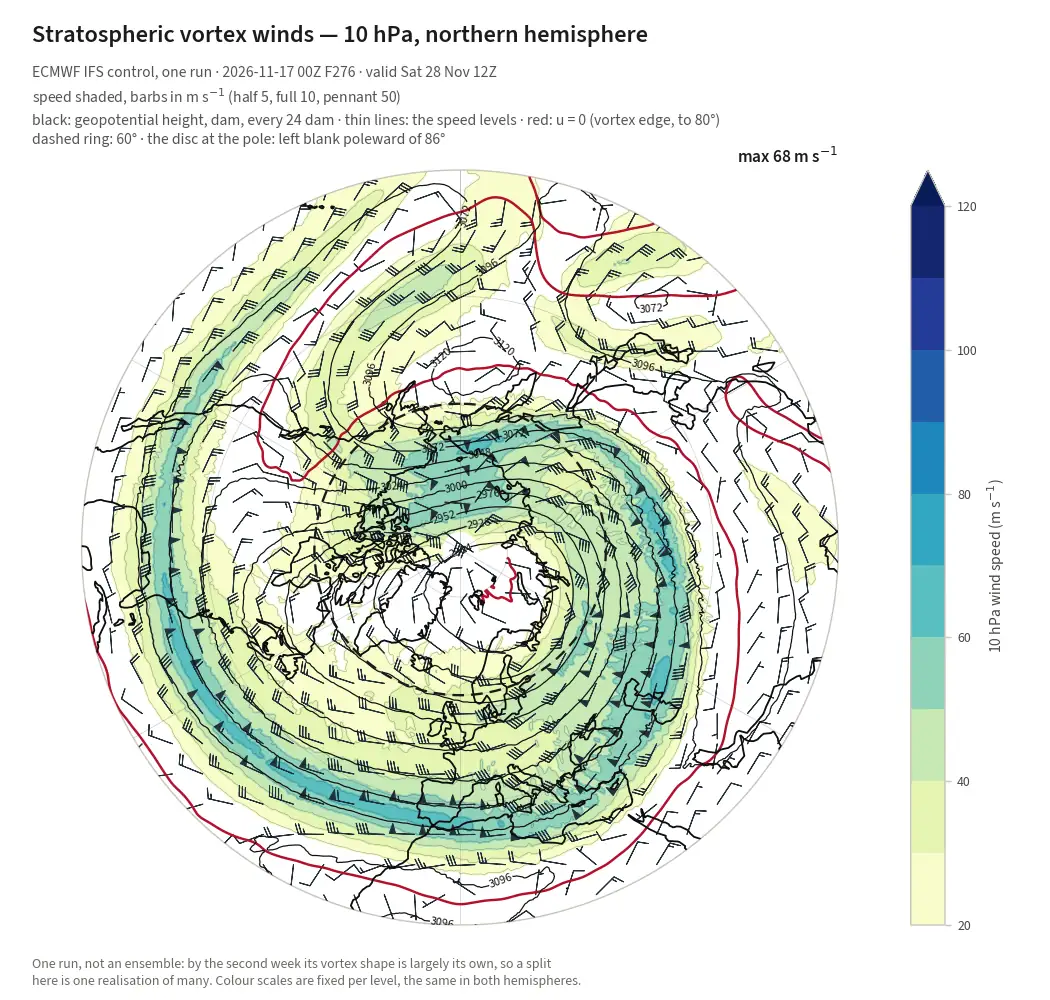 Stratospheric vortex winds — 10 hPa, northern hemisphere
ECMWF IFS control, one run · 2026-11-17 00Z F276 · valid Sat 28 Nov 12Z
speed shaded, barbs in m s⁻¹ (half 5, full 10, pennant 50)
black: geopotential height, dam, every 24 dam · thin lines: the speed levels · red: u = 0 (vortex edge, to 80°)
dashed ring: 60° · the disc at the pole: left blank poleward of 86°
max 68 m s⁻¹
120
100
80
60
40
20
10 hPa wind speed (m s⁻¹)
3096
3072
3120
3120
3096
3096
3072
3000
2976
2952
2928
3096
3096
One run, not an ensemble: by the second week its vortex shape is largely its own, so a split
here is one realisation of many. Colour scales are fixed per level, the same in both hemispheres.